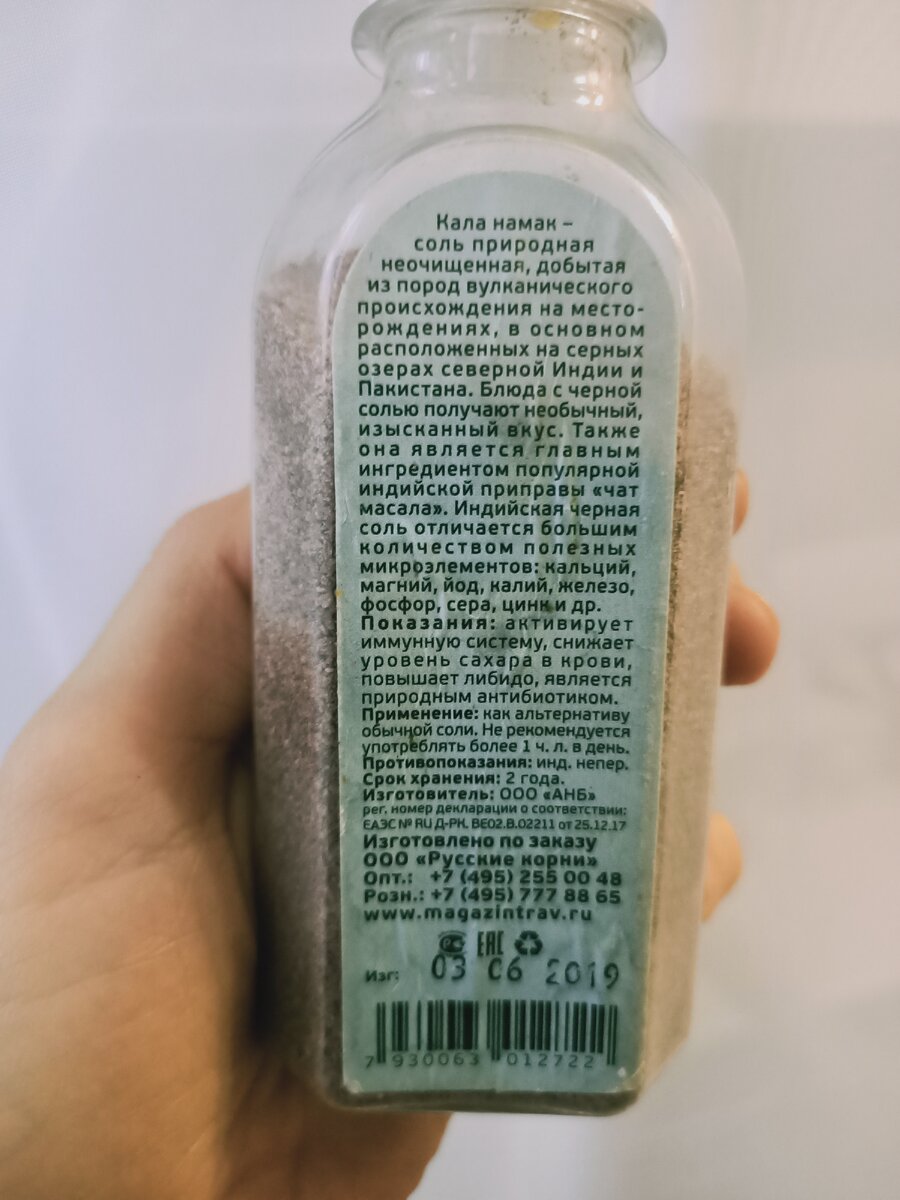 Кала намак –
соль природная
неочищенная, добытая
из пород вулканического
происхождения на место-
рождениях, в основном
расположенных на серных
озерах северной Индии и
Пакистана. Блюда с черной
солью получают необычный,
изысканный вкус. Также
она является главным
ингредиентом популярной
индийской приправы «чат
масала». Индийская черная
соль отличается большим
количеством полезных
микроэлементов: кальций,
магний, йод, калий, железо,
фосфор, сера, цинк и др.
Показания: активирует
иммунную систему, снижает
уровень сахара в крови,
повышает либидо, является
природным антибиотиком.
Применение: как альтернативу
обычной соли. Не рекомендуется
употреблять более 1 ч. л. в день.
Противопоказания: инд. непер.
Срок хранения: 2 года.
Изготовитель: ООО «АНБ»
рег. номер декларации о соответствии:
ЕАЭС № RU Д-РК. ВЕ02.В.02211 от 25.12.17
Изготовлено по заказу
ООО «Русские корни»
Опт.: +7 (495) 255 00 48
Розн.: +7 (495) 777 88 65
www.magazintrav.ru
ЕАС
Изг: 03 06 2019
7 930063 012722